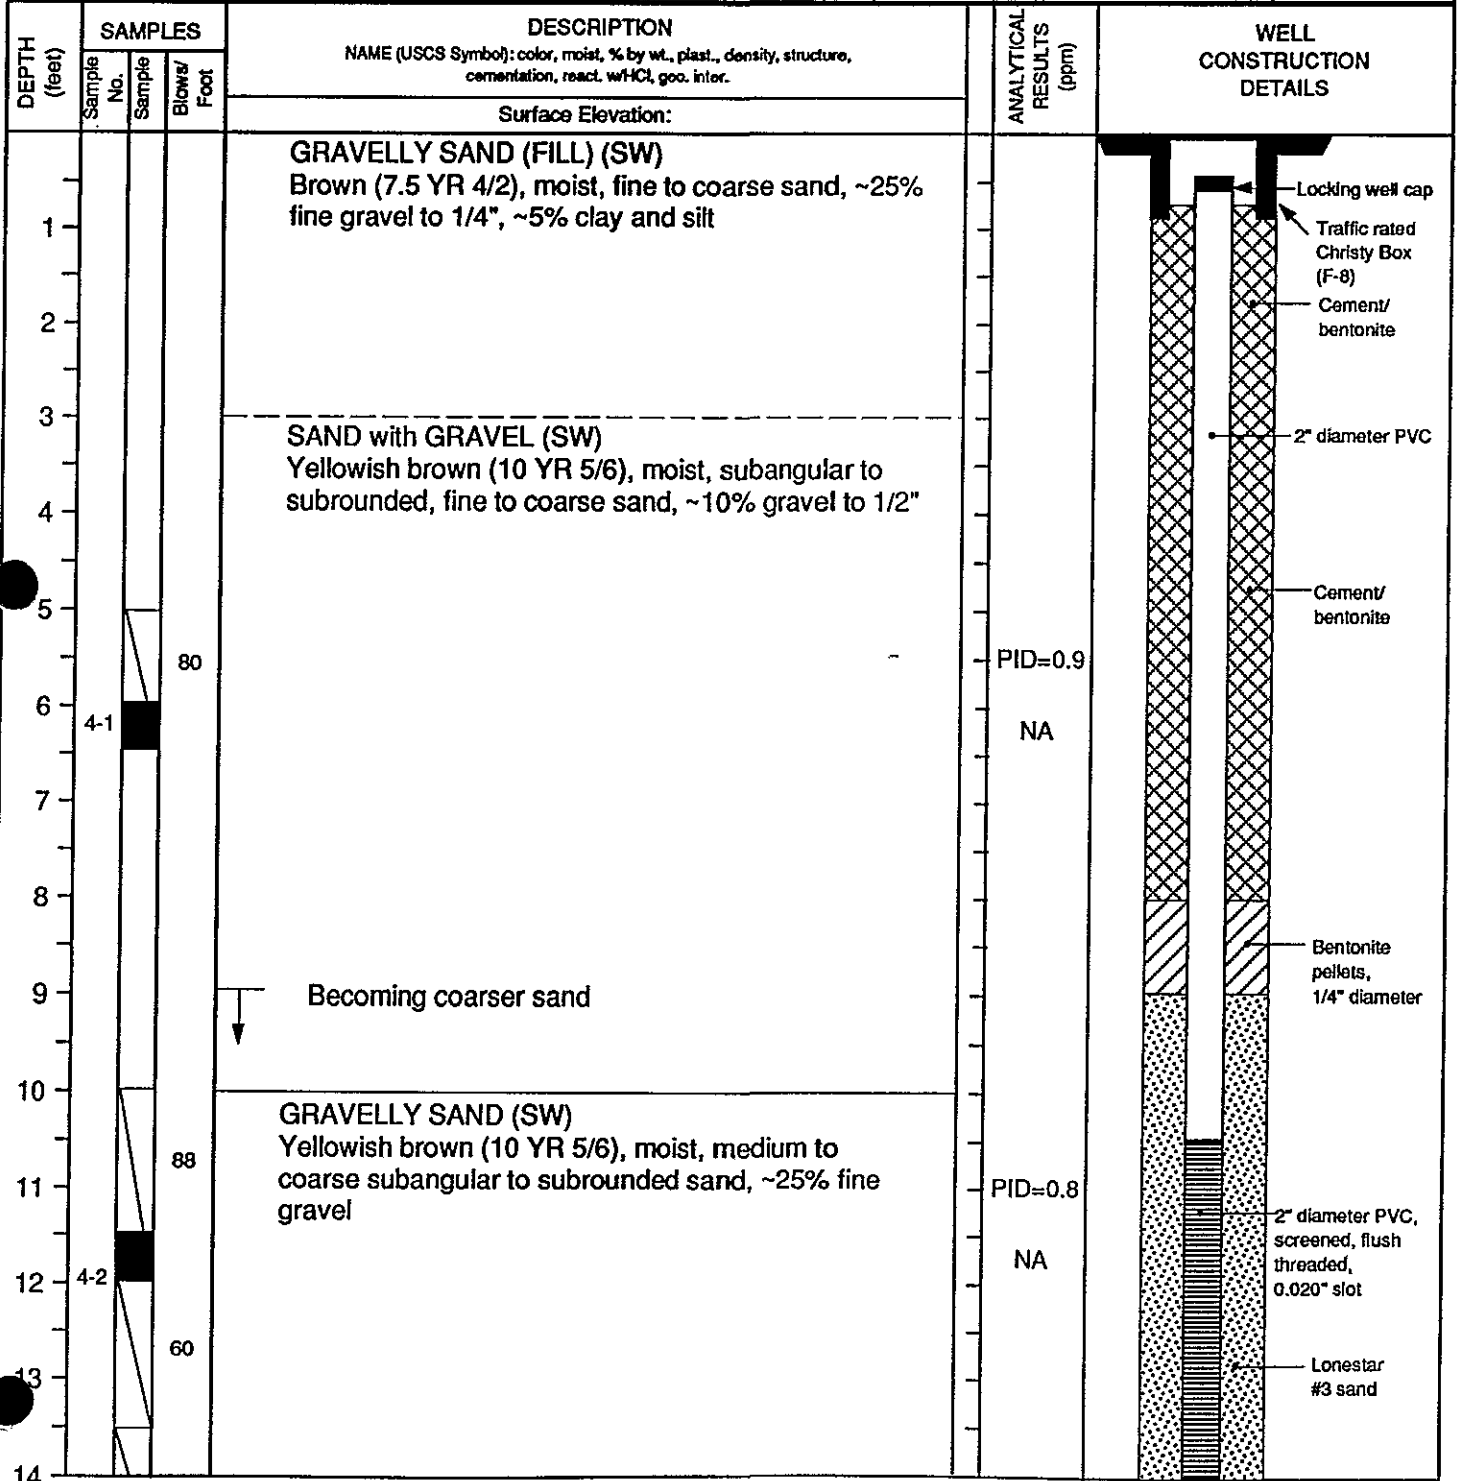 DEPTH
(feet)
SAMPLES
Sample
No.
Sample
Blows/
Foot
DESCRIPTION
NAME (USCS Symbol): color, moist, % by wt., plast., density, structure,
cementation, react. w/HCl, geo. inter.
Surface Elevation:
ANALYTICAL
RESULTS
(ppm)
WELL
CONSTRUCTION
DETAILS
GRAVELLY SAND (FILL) (SW)
Brown (7.5 YR 4/2), moist, fine to coarse sand, ~25%
fine gravel to 1/4", ~5% clay and silt
Locking well cap
1
Traffic rated
Christy Box
(F-8)
2
Cement/
bentonite
3
SAND with GRAVEL (SW)
Yellowish brown (10 YR 5/6), moist, subangular to
subrounded, fine to coarse sand, ~10% gravel to 1/2"
2" diameter PVC
4
5
Cement/
bentonite
80
PID=0.9
6
4-1
NA
7
8
Bentonite
pellets,
1/4" diameter
9
Becoming coarser sand
10
GRAVELLY SAND (SW)
Yellowish brown (10 YR 5/6), moist, medium to
coarse subangular to subrounded sand, ~25% fine
gravel
88
11
PID=0.8
2" diameter PVC,
screened, flush
threaded,
0.020" slot
12
4-2
NA
60
13
Lonestar
#3 sand
14